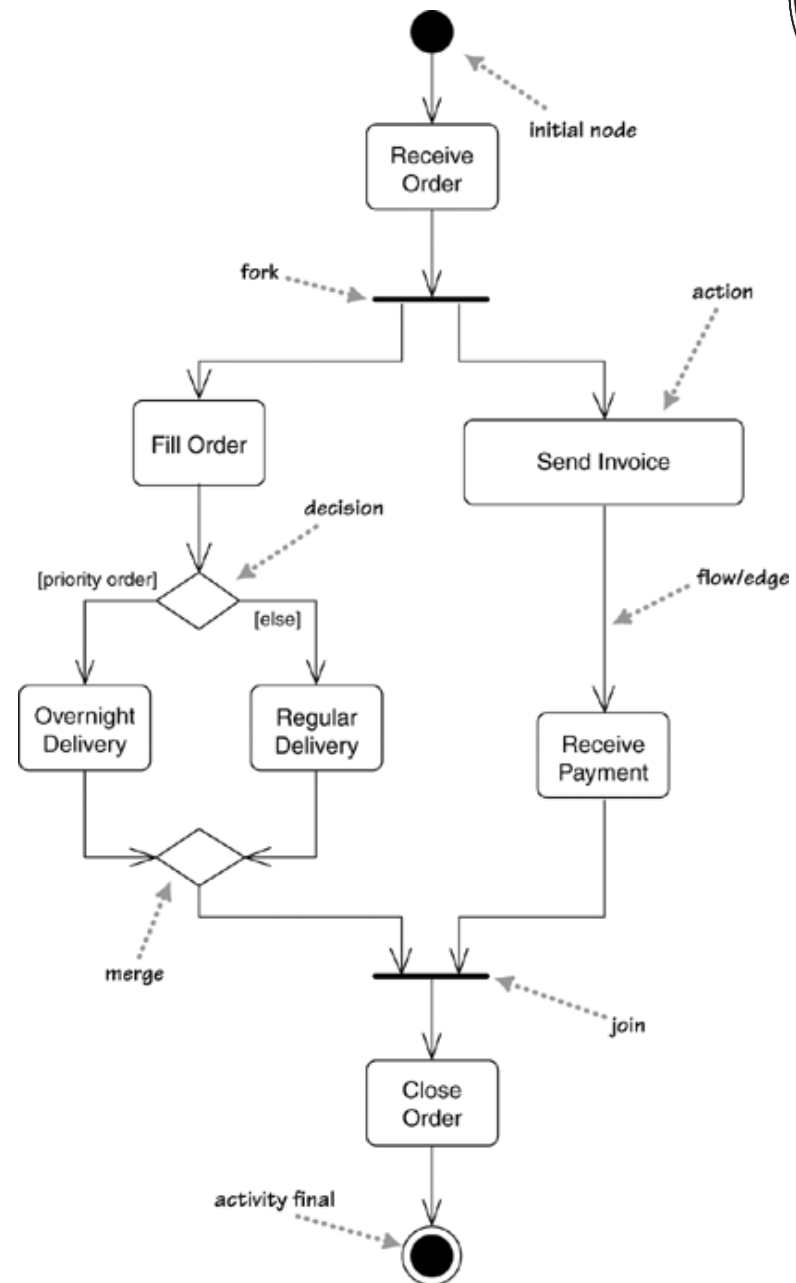 initial node
Receive
Order
fork
action
Fill Order
Send Invoice
decision
[priority order]
[else]
flow/edge
Overnight
Delivery
Regular
Delivery
Receive
Payment
merge
join
Close
Order
activity final